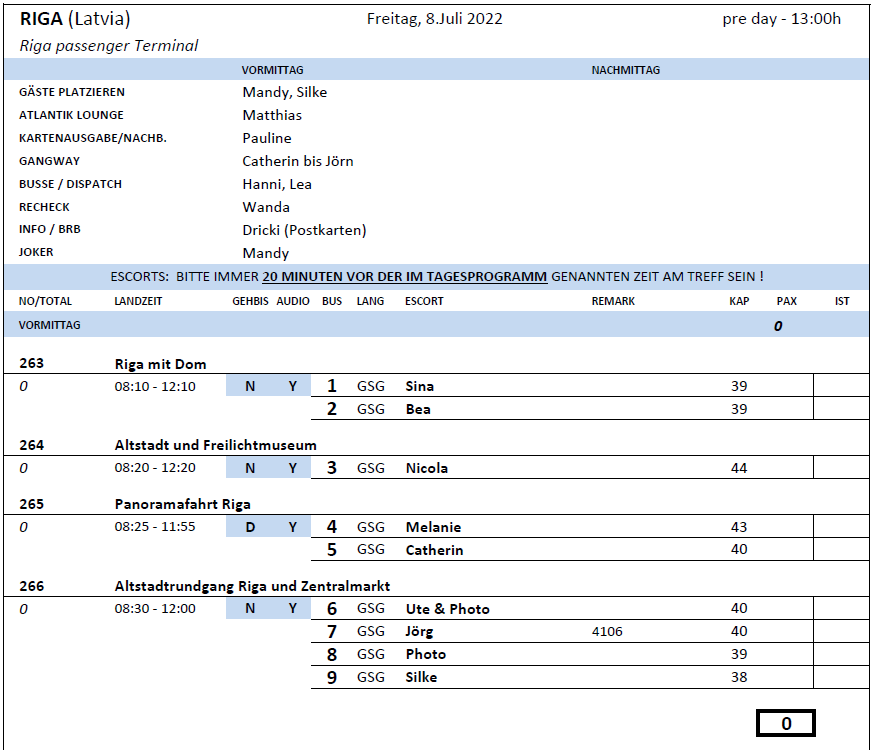 RIGA (Latvia) Freitag, 8.Juli 2022 pre day - 13:00h
Riga passenger Terminal
VORMITTAG NACHMITTAG
GÄSTE PLATZIEREN Mandy, Silke
ATLANTIK LOUNGE Matthias
KARTENAUSGABE/NACHB. Pauline
GANGWAY Catherin bis Jörn
BUSSE / DISPATCH Hanni, Lea
RECHECK Wanda
INFO / BRB Dricki (Postkarten)
JOKER Mandy
ESCORTS: BITTE IMMER 20 MINUTEN VOR DER IM TAGESPROGRAMM GENANNTEN ZEIT AM TREFF SEIN !
NO/TOTAL LANDZEIT GEHBIS AUDIO BUS LANG ESCORT REMARK KAP PAX IST
VORMITTAG 0
263 Riga mit Dom
0 08:10 - 12:10 N Y 1 GSG Sina 39
2 GSG Bea 39
264 Altstadt und Freilichtmuseum
0 08:20 - 12:20 N Y 3 GSG Nicola 44
265 Panoramafahrt Riga
0 08:25 - 11:55 D Y 4 GSG Melanie 43
5 GSG Catherin 40
266 Altstadtrundgang Riga und Zentralmarkt
0 08:30 - 12:00 N Y 6 GSG Ute & Photo 40
7 GSG Jörg 4106 40
8 GSG Photo 39
9 GSG Silke 38
0